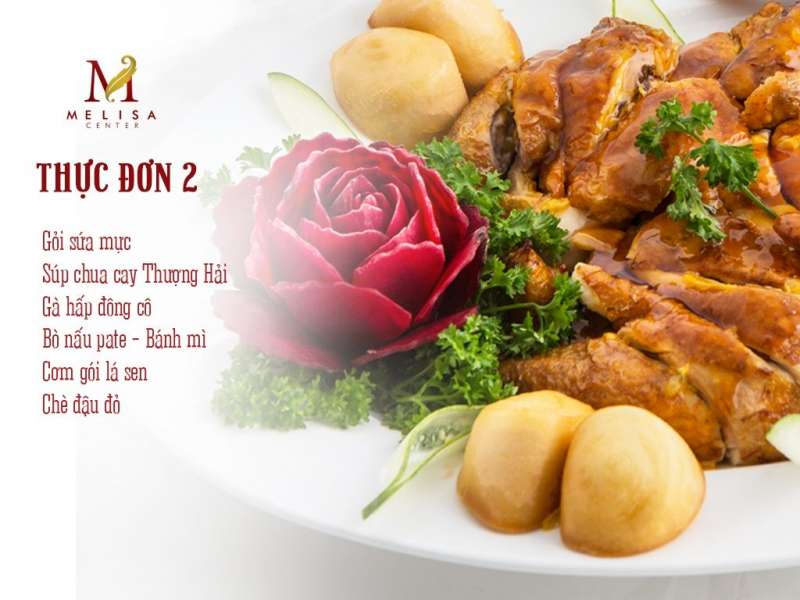 MELISA
CENTER
THỰC ĐƠN 2
Gỏi sứa mực
Súp chua cay Thượng Hải
Gà hấp đông cô
Bò nấu pate - Bánh mì
Cơm gói lá sen
Chè đậu đỏ